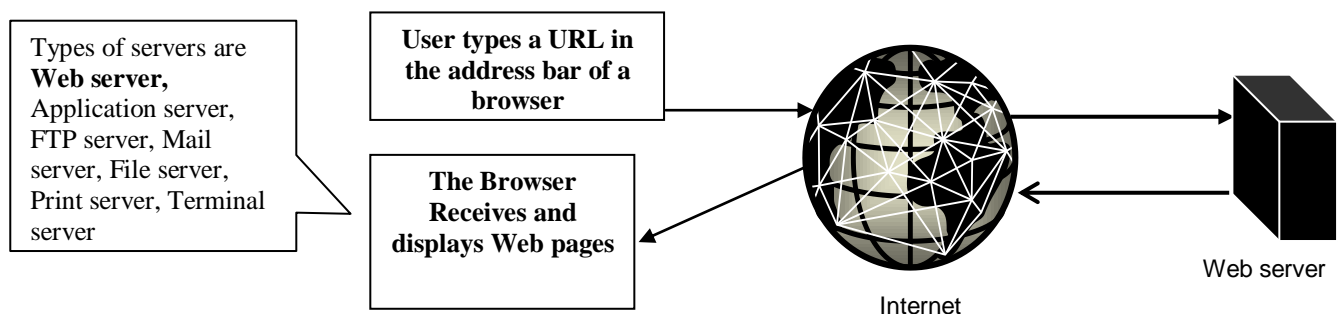 Types of servers are
Web server,
Application server,
FTP server, Mail
server, File server,
Print server, Terminal
server
User types a URL in
the address bar of a
browser
The Browser
Receives and
displays Web pages
Internet
Web server